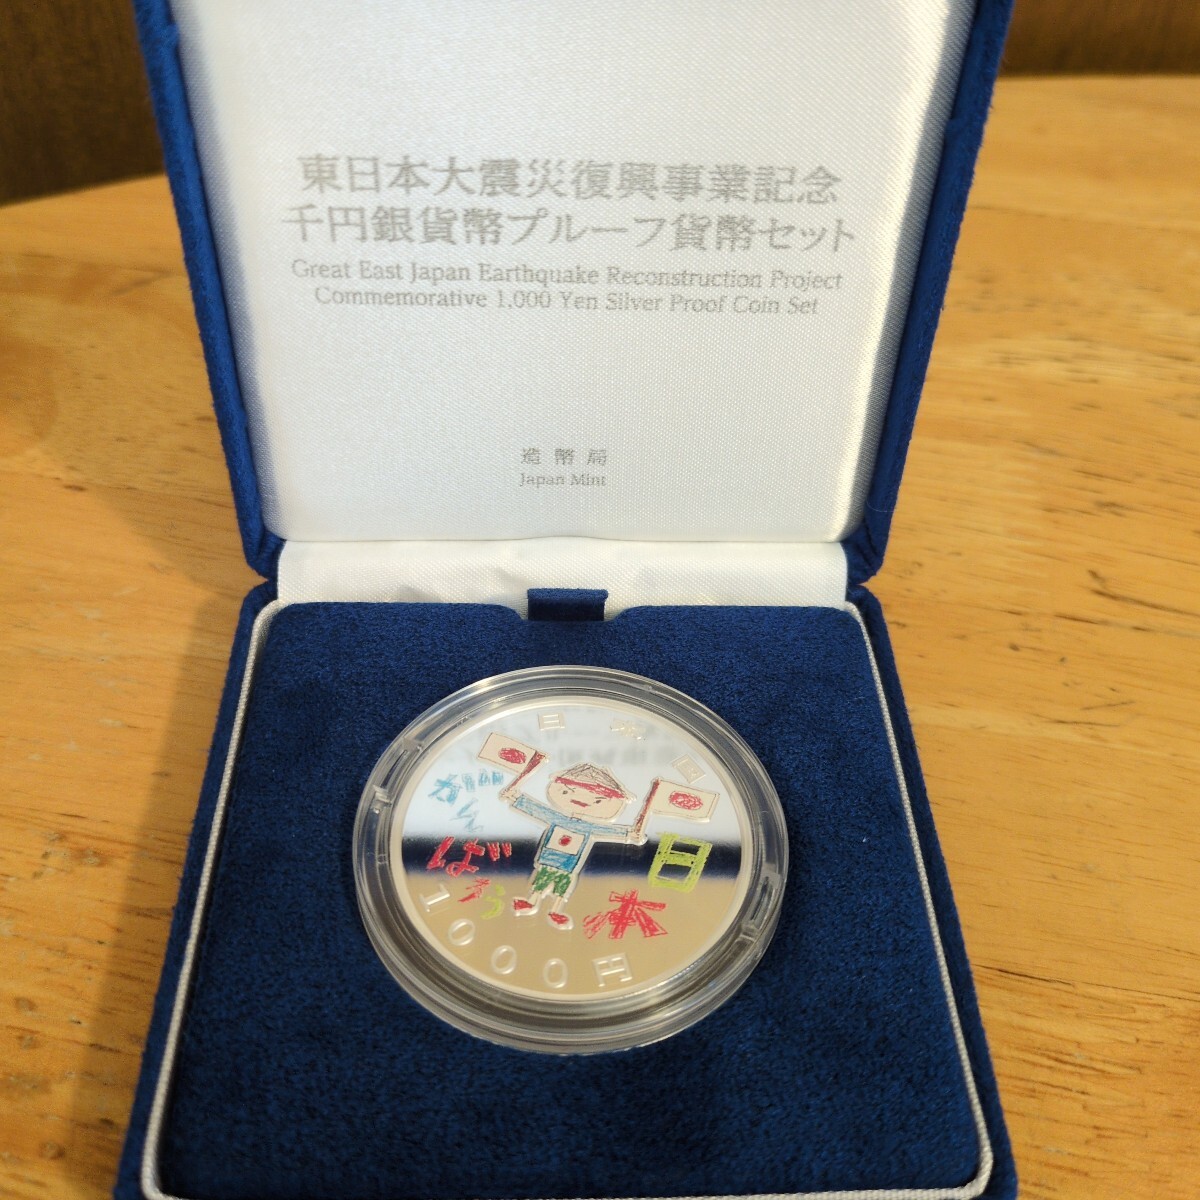 東日本大震災復興事業記念
千円銀貨幣プルーフ貨幣セット
Great East Japan Earthquake Reconstruction Project
Commemorative 1,000 Yen Silver Proof Coin Set
造幣局
Japan Mint
日本国
がんばろう
日本
1000円